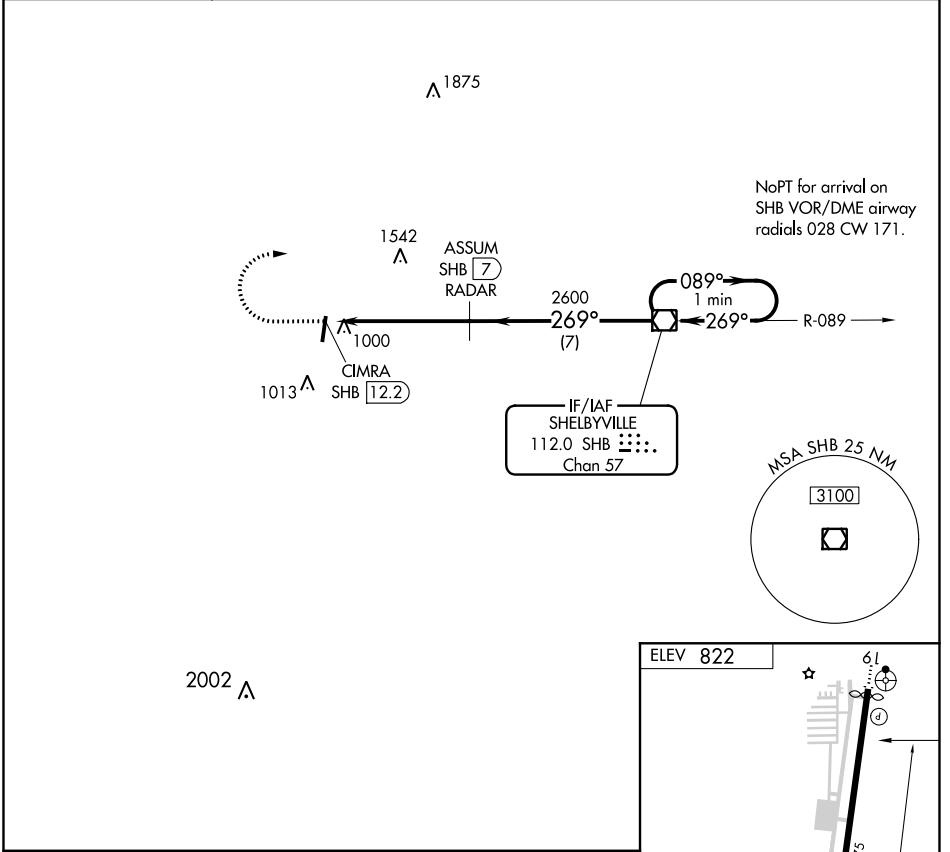 1875
NoPT for arrival on
SHB VOR/DME airway
radials 028 CW 171.
1542
ASSUM
SHB 7
RADAR
2600
269°
(7)
089°
1 min
269°
R-089
1000
CIMRA
SHB 12.2
1013
IF/IAF
SHELBYVILLE
112.0 SHB
Chan 57
MSA SHB 25 NM
3100
2002
ELEV 822
19
P